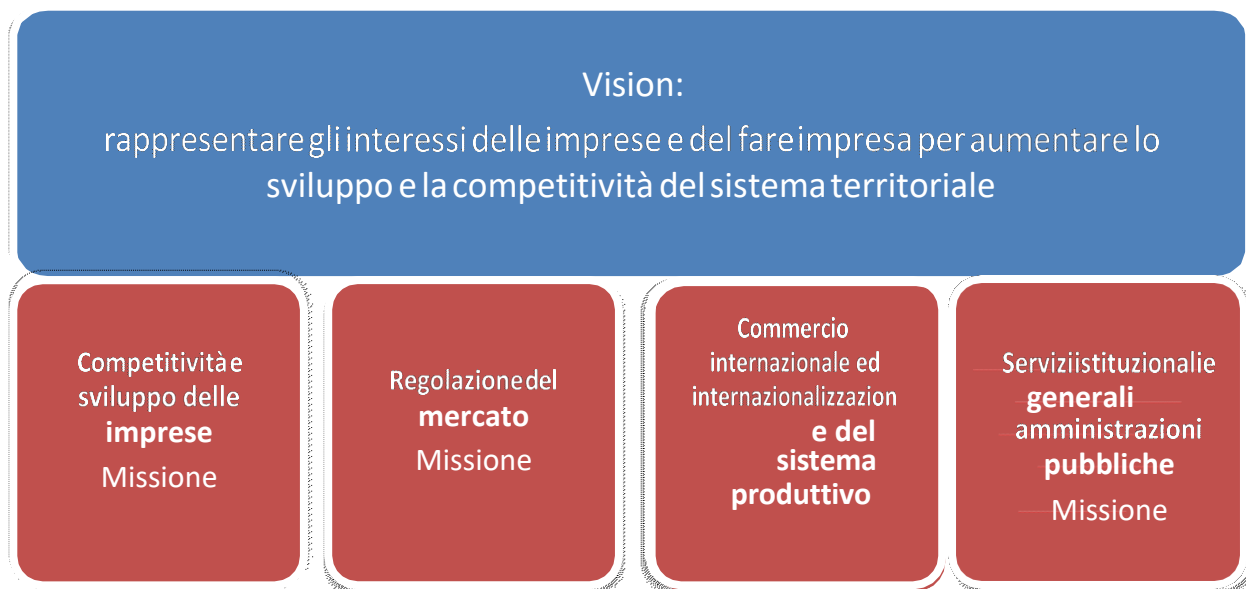 Vision:
rappresentare gli interessi delle imprese e del fare impresa per aumentare lo
sviluppo e la competitività del sistema territoriale
Competitività e
sviluppo delle
imprese
Missione
Regolazione del
mercato
Missione
Commercio
internazionale ed
internazionalizzazion
e del
sistema
produttivo
Servizi istituzionali e
generali
amministrazioni
pubbliche
Missione